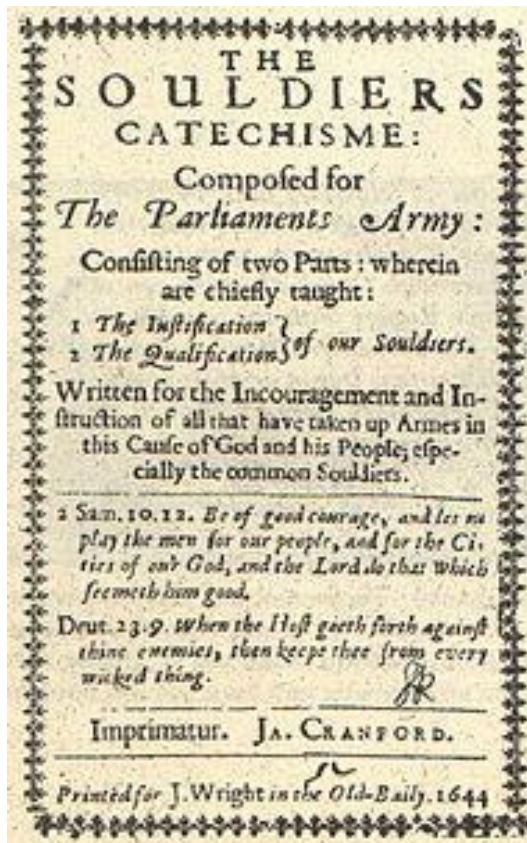 THE
SOULDIERS
CATECHISME:
Compoſed for
The Parliaments Army:
Conſiſting of two Parts: wherein
are chiefly taught:
1 The Iuſtification
2 The Qualification } of our Souldiers.
Written for the Incouragement and In-
ſtruction of all that have taken up Armes in
this Cauſe of God and his People; eſpe-
cially the common Souldiers.
2 Sam. 10.12. Be of good courage, and let us
play the men for our people, and for the Ci-
ties of our God, and the Lord do that which
ſeemeth him good.
Deut. 23.9. When the Hoſt goeth forth againſt
thine enemies, then keepe thee from every
wicked thing.
Imprimatur. JA. CRANFORD.
Printed for J. Wright in the Old-Baily. 1644